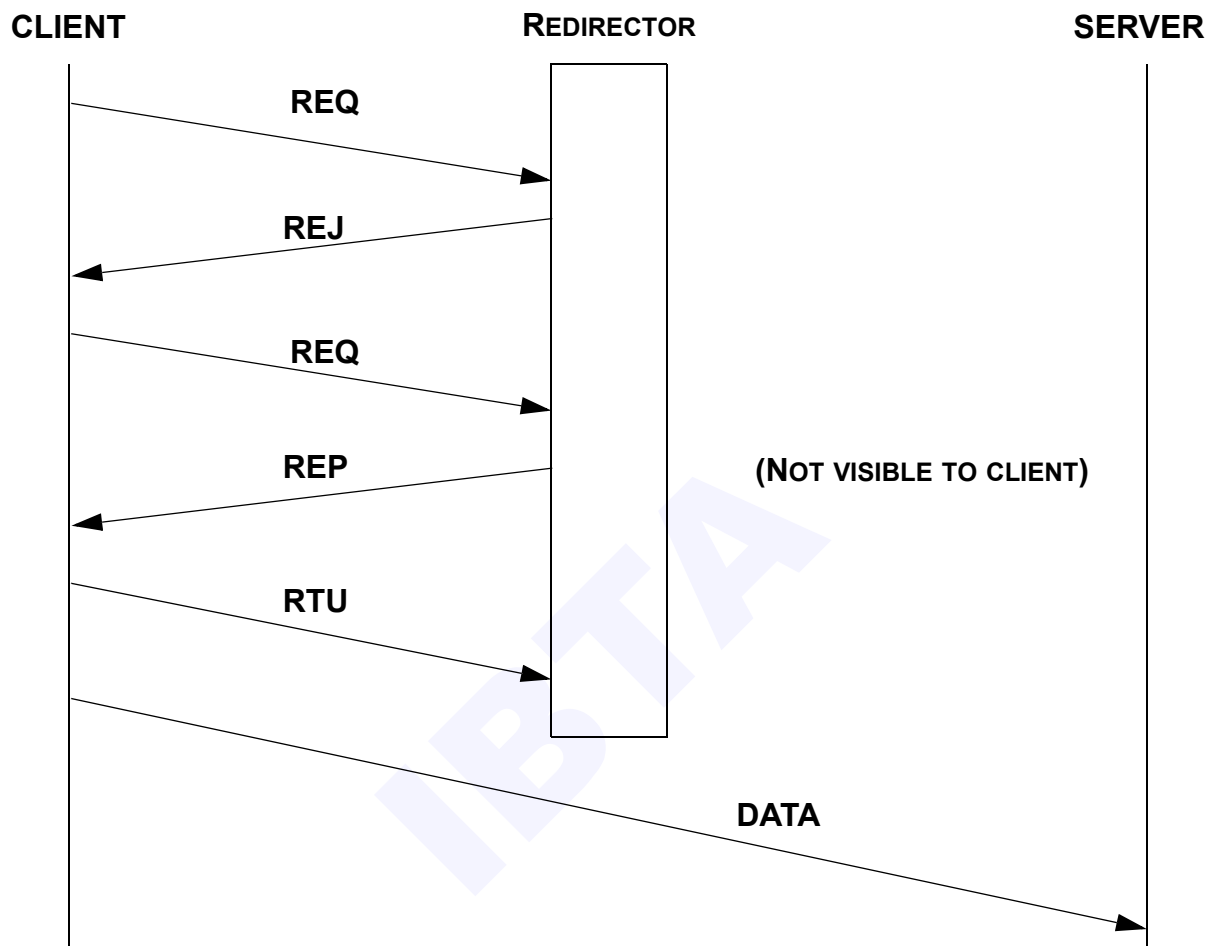 CLIENT
REDIRECTOR
SERVER
REQ
REJ
REQ
REP
(NOT VISIBLE TO CLIENT)
RTU
DATA
IBTA